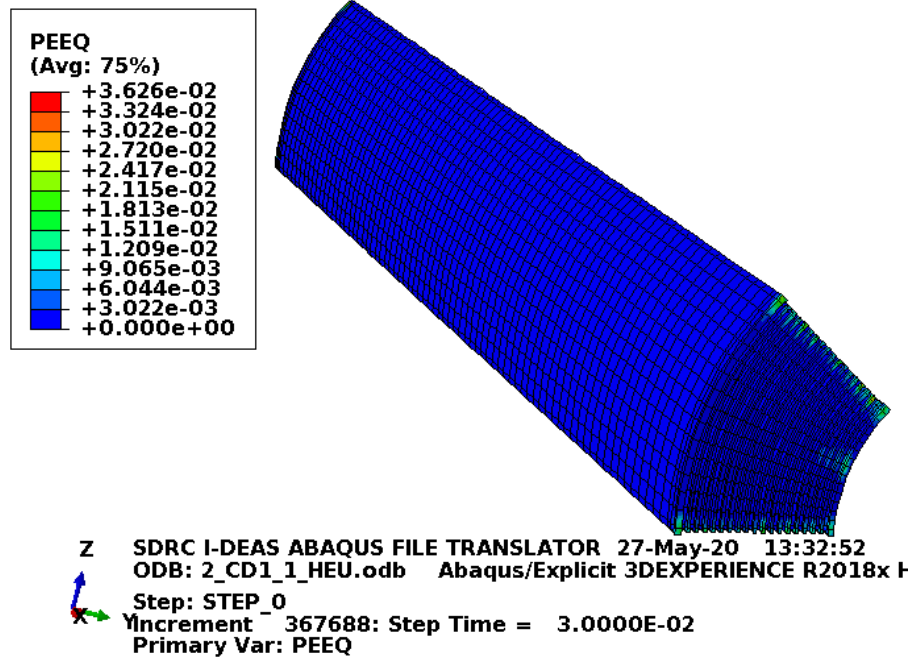 PEEQ
(Avg: 75%)
+3.626e-02
+3.324e-02
+3.022e-02
+2.720e-02
+2.417e-02
+2.115e-02
+1.813e-02
+1.511e-02
+1.209e-02
+9.065e-03
+6.044e-03
+3.022e-03
+0.000e+00
Z
Y
X
SDRC I-DEAS ABAQUS FILE TRANSLATOR 27-May-20 13:32:52
ODB: 2_CD1_1_HEU.odb Abaqus/Explicit 3DEXPERIENCE R2018x H
Step: STEP_0
Increment 367688: Step Time = 3.0000E-02
Primary Var: PEEQ